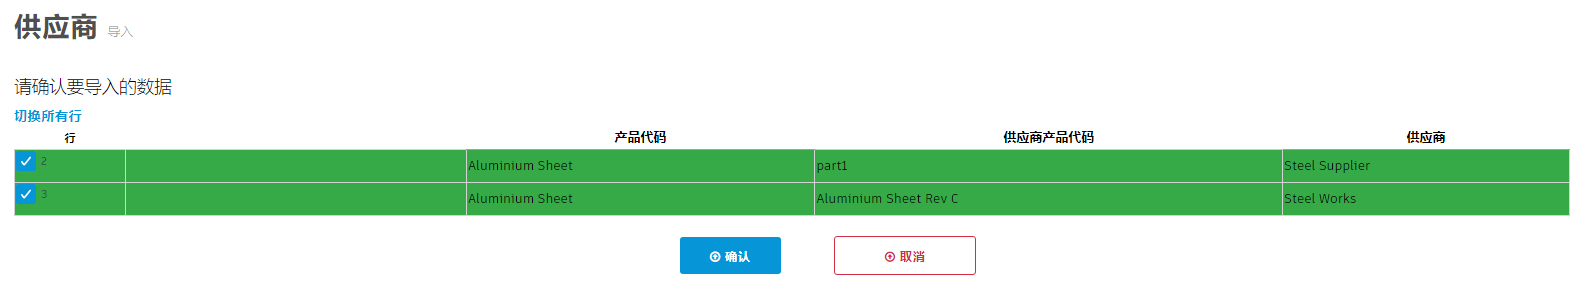 供应商 导入
请确认要导入的数据
切换所有行
行 产品代码 供应商产品代码 供应商
2 Aluminium Sheet part1 Steel Supplier
3 Aluminium Sheet Aluminium Sheet Rev C Steel Works
确认 取消